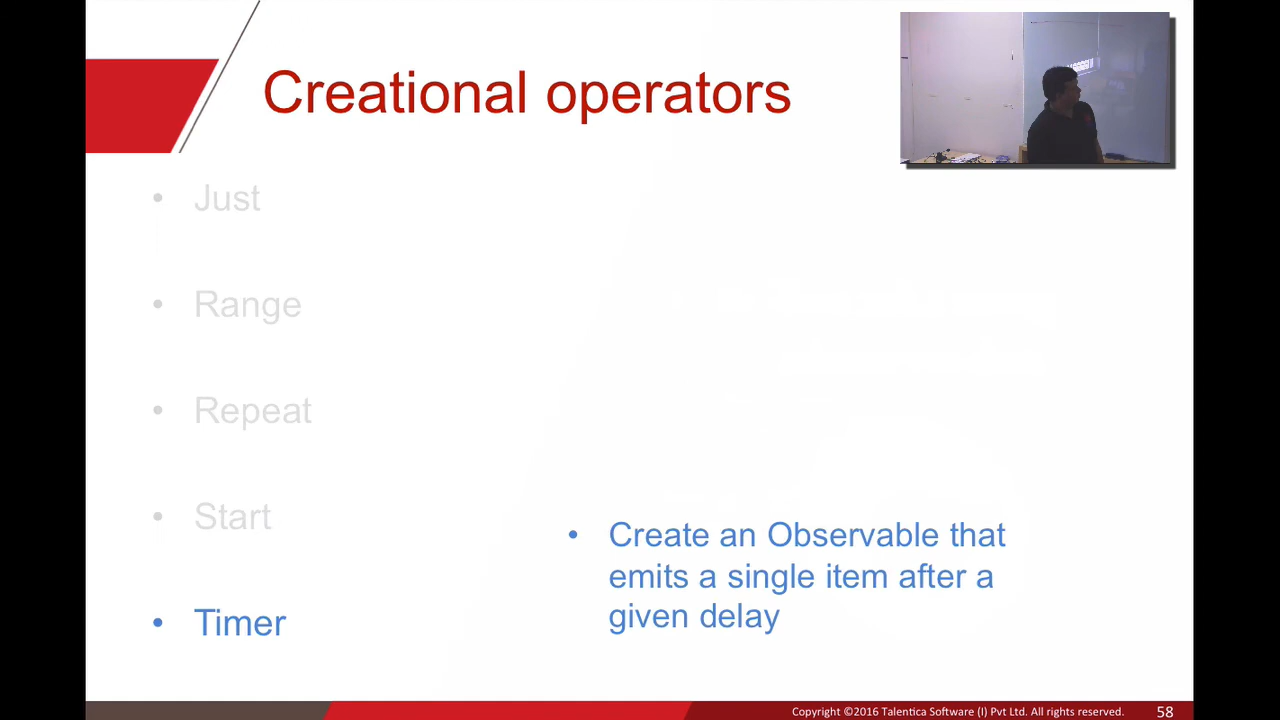 Creational operators
• Just
• Range
• Repeat
• Start
• Timer
• Create an Observable that
emits a single item after a
given delay
Copyright ©2016 Talentica Software (I) Pvt Ltd. All rights reserved.
58